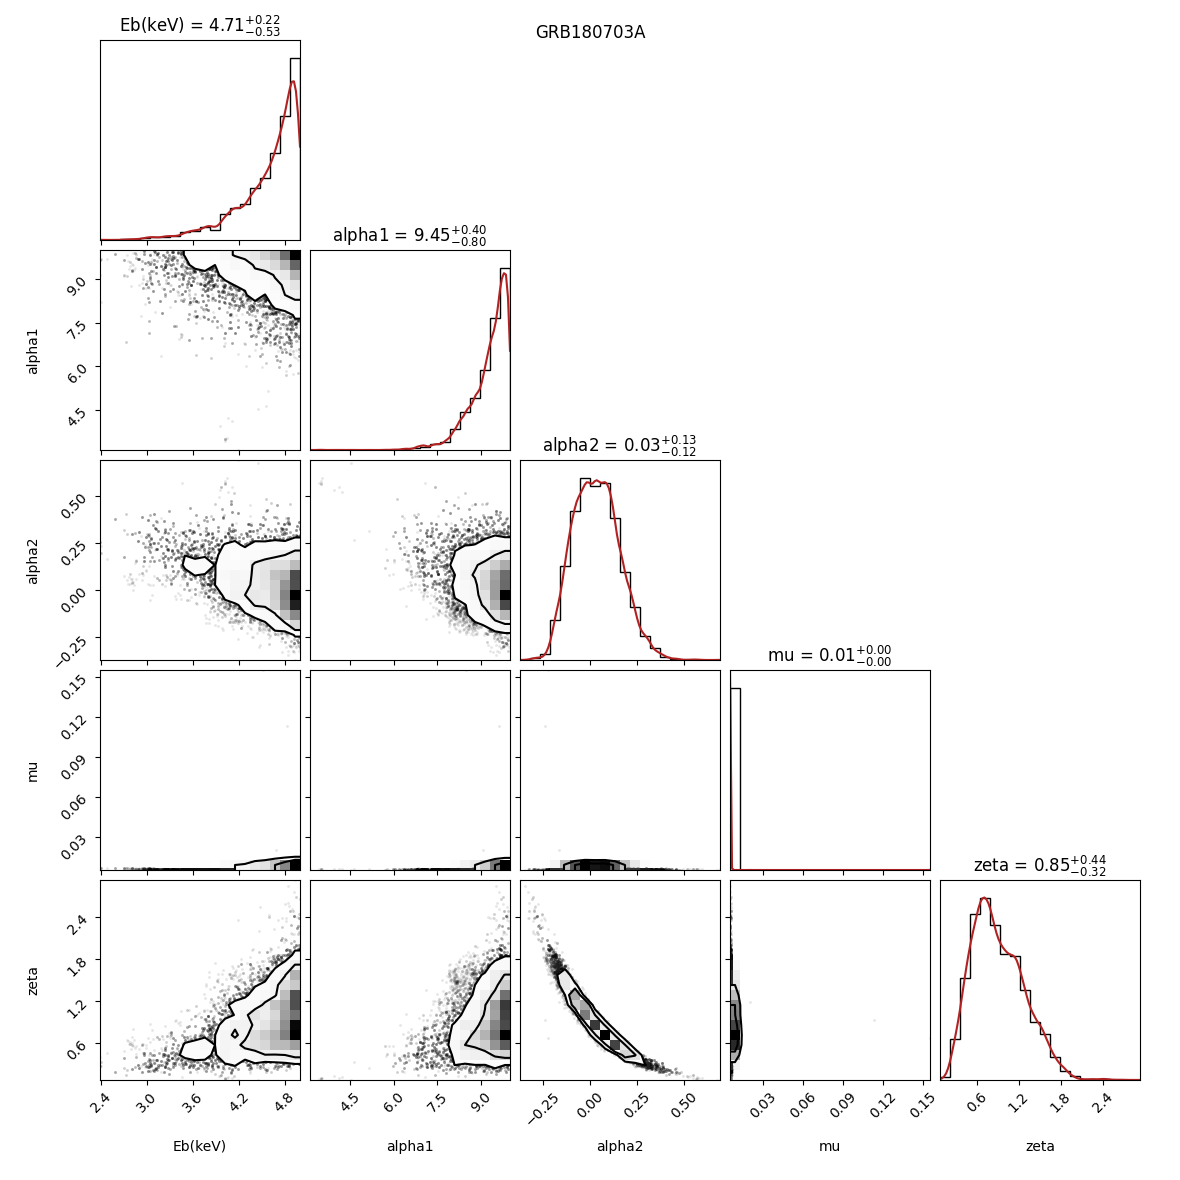 GRB180703A
Eb(keV) = 4.71^{+0.22}_{−0.53}
alpha1 = 9.45^{+0.40}_{−0.80}
9.0
7.5
6.0
4.5
alpha1
alpha2 = 0.03^{+0.13}_{−0.12}
0.50
0.25
0.00
−0.25
alpha2
mu = 0.01^{+0.00}_{−0.00}
0.15
0.12
0.09
0.06
0.03
mu
zeta = 0.85^{+0.44}_{−0.32}
2.4
1.8
1.2
0.6
zeta
2.4 3.0 3.6 4.2 4.8 4.5 6.0 7.5 9.0 −0.25 0.00 0.25 0.50 0.03 0.06 0.09 0.12 0.15 0.6 1.2 1.8 2.4
Eb(keV) alpha1 alpha2 mu zeta